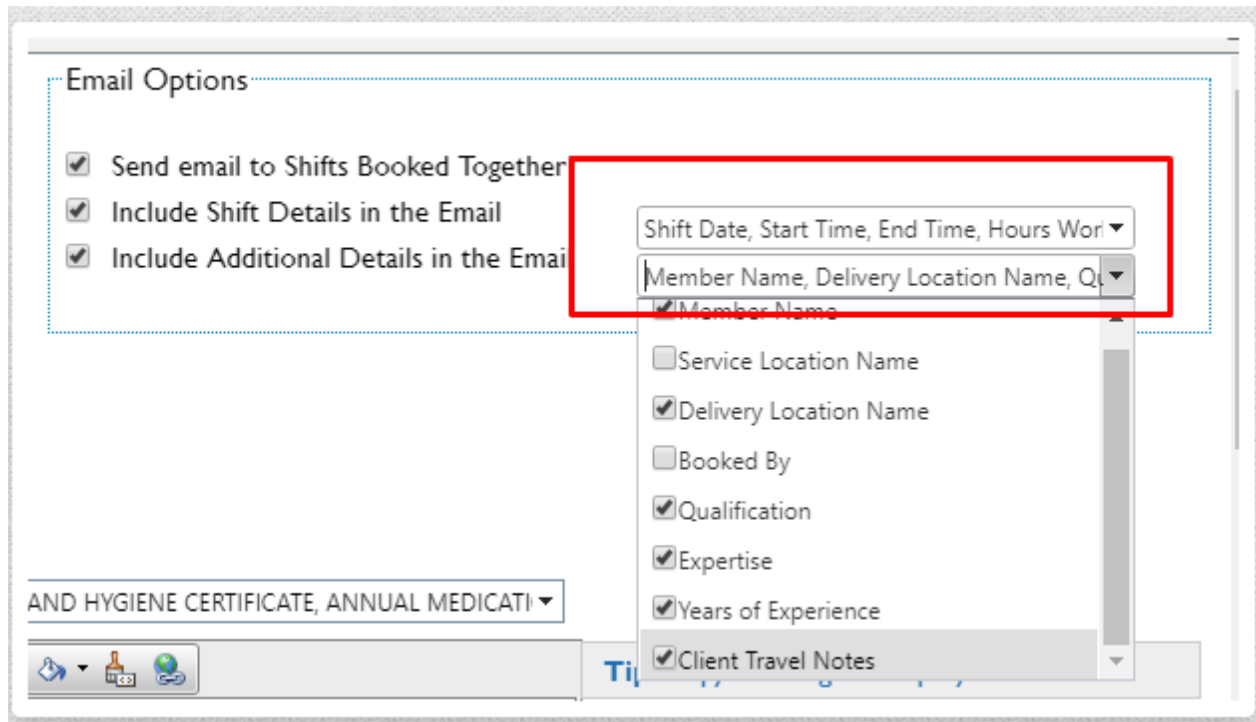 Email Options
Send email to Shifts Booked Together
Include Shift Details in the Email
Shift Date, Start Time, End Time, Hours Wor
Include Additional Details in the Emai
Member Name, Delivery Location Name, Qu
Member Name
Service Location Name
Delivery Location Name
Booked By
Qualification
Expertise
Years of Experience
Client Travel Notes
AND HYGIENE CERTIFICATE, ANNUAL MEDICATI